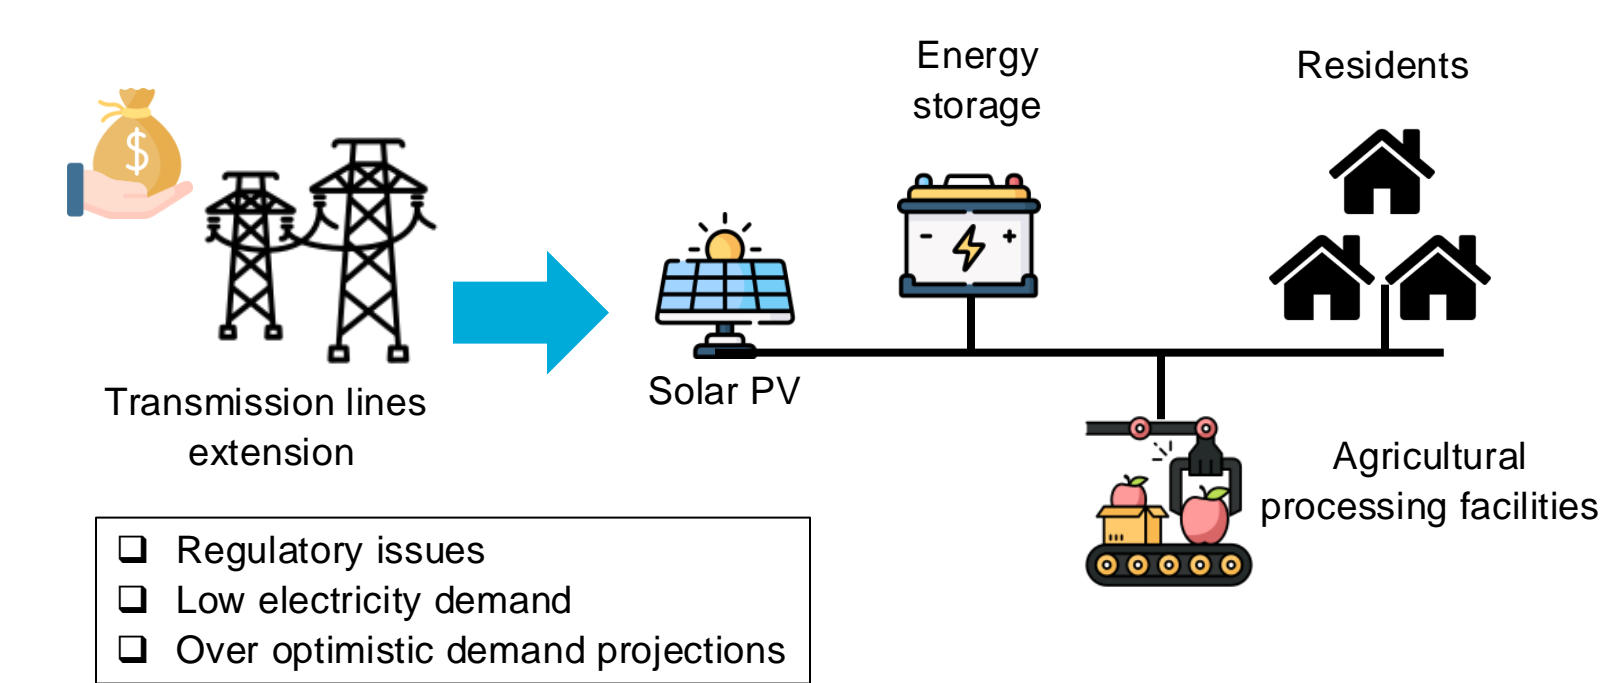 Energy
storage
Residents
$
- +
Solar PV
Transmission lines
extension
Agricultural
processing facilities
Regulatory issues
Low electricity demand
Over optimistic demand projections